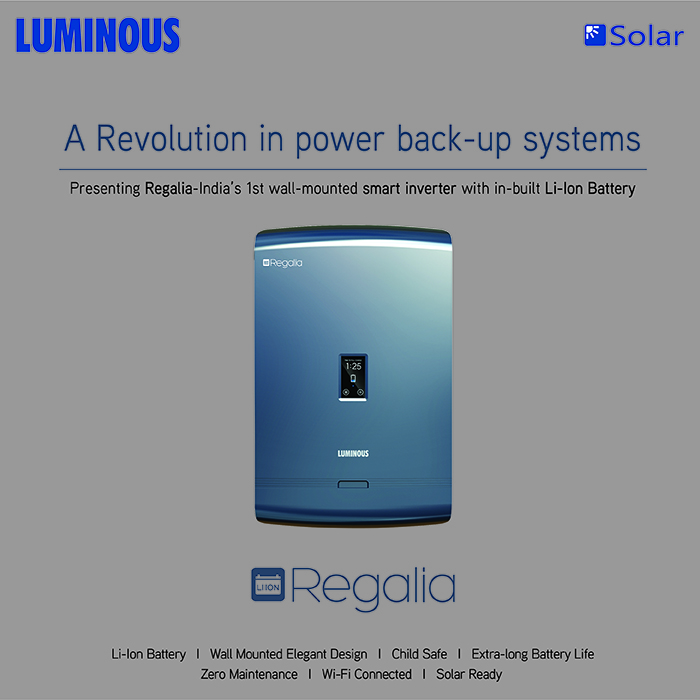 LUMINOUS
Solar
A Revolution in power back-up systems
Presenting Regalia-India's 1st wall-mounted smart inverter with in-built Li-Ion Battery
Regalia
1:25
LUMINOUS
LI ION
Regalia
Li-Ion Battery I Wall Mounted Elegant Design I Child Safe I Extra-long Battery Life
Zero Maintenance I Wi-Fi Connected I Solar Ready